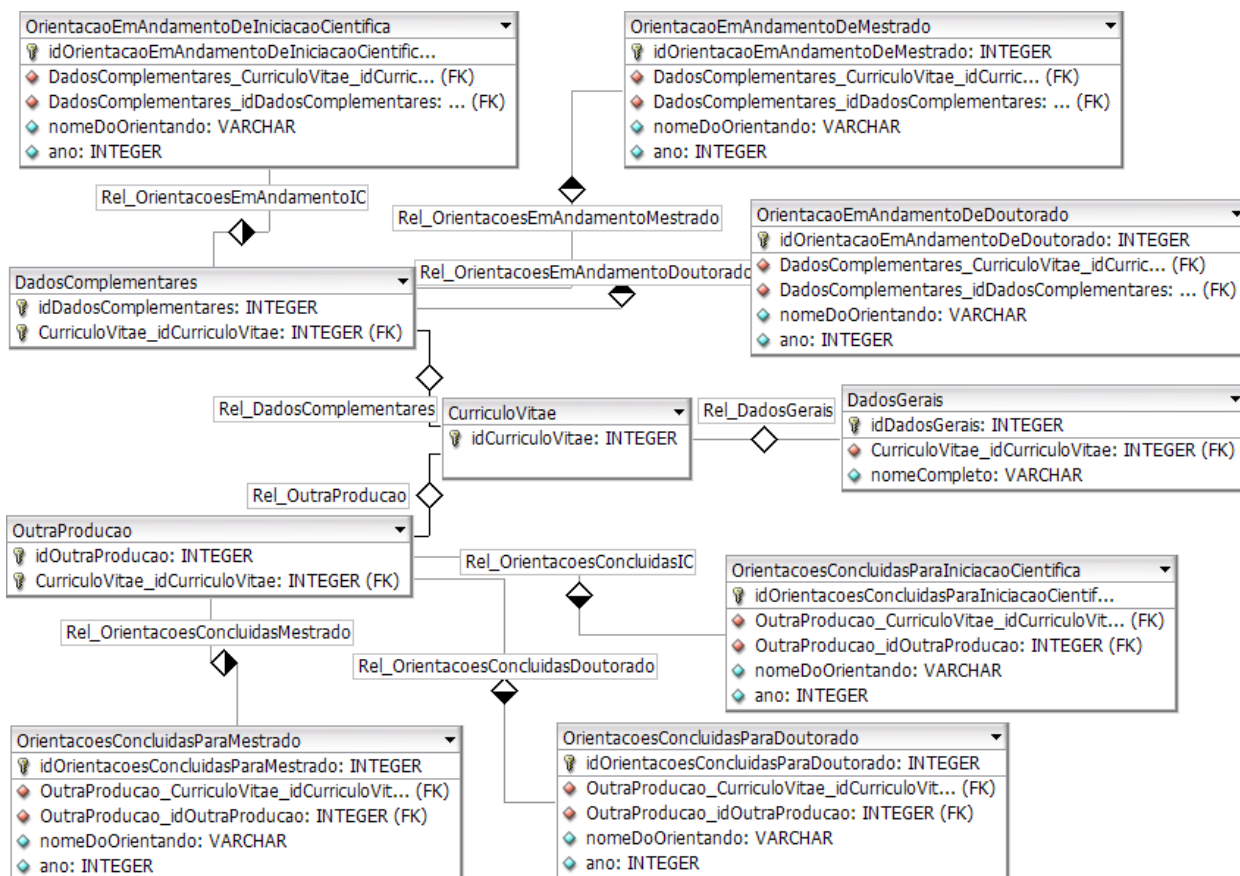 OrientacaoEmAndamentoDeIniciacaoCientifica
idOrientacaoEmAndamentoDeIniciacaoCientific...
DadosComplementares_CurriculoVitae_idCurric... (FK)
DadosComplementares_idDadosComplementares: ... (FK)
nomeDoOrientando: VARCHAR
ano: INTEGER
OrientacaoEmAndamentoDeMestrado
idOrientacaoEmAndamentoDeMestrado: INTEGER
DadosComplementares_CurriculoVitae_idCurric... (FK)
DadosComplementares_idDadosComplementares: ... (FK)
nomeDoOrientando: VARCHAR
ano: INTEGER
Rel_OrientacoesEmAndamentoIC
Rel_OrientacoesEmAndamentoMestrado
OrientacaoEmAndamentoDeDoutorado
idOrientacaoEmAndamentoDeDoutorado: INTEGER
DadosComplementares_CurriculoVitae_idCurric... (FK)
DadosComplementares_idDadosComplementares: ... (FK)
nomeDoOrientando: VARCHAR
ano: INTEGER
Rel_OrientacoesEmAndamentoDoutorado
DadosComplementares
idDadosComplementares: INTEGER
CurriculoVitae_idCurriculoVitae: INTEGER (FK)
Rel_DadosComplementares
CurriculoVitae
idCurriculoVitae: INTEGER
Rel_DadosGerais
DadosGerais
idDadosGerais: INTEGER
CurriculoVitae_idCurriculoVitae: INTEGER (FK)
nomeCompleto: VARCHAR
Rel_OutraProducao
OutraProducao
idOutraProducao: INTEGER
CurriculoVitae_idCurriculoVitae: INTEGER (FK)
Rel_OrientacoesConcluidasIC
OrientacoesConcluidasParaIniciacaoCientifica
idOrientacoesConcluidasParaIniciacaoCientif...
OutraProducao_CurriculoVitae_idCurriculoVit... (FK)
OutraProducao_idOutraProducao: INTEGER (FK)
nomeDoOrientando: VARCHAR
ano: INTEGER
Rel_OrientacoesConcluidasMestrado
Rel_OrientacoesConcluidasDoutorado
OrientacoesConcluidasParaMestrado
idOrientacoesConcluidasParaMestrado: INTEGER
OutraProducao_CurriculoVitae_idCurriculoVit... (FK)
OutraProducao_idOutraProducao: INTEGER (FK)
nomeDoOrientando: VARCHAR
ano: INTEGER
OrientacoesConcluidasParaDoutorado
idOrientacoesConcluidasParaDoutorado: INTEGER
OutraProducao_CurriculoVitae_idCurriculoVit... (FK)
OutraProducao_idOutraProducao: INTEGER (FK)
nomeDoOrientando: VARCHAR
ano: INTEGER